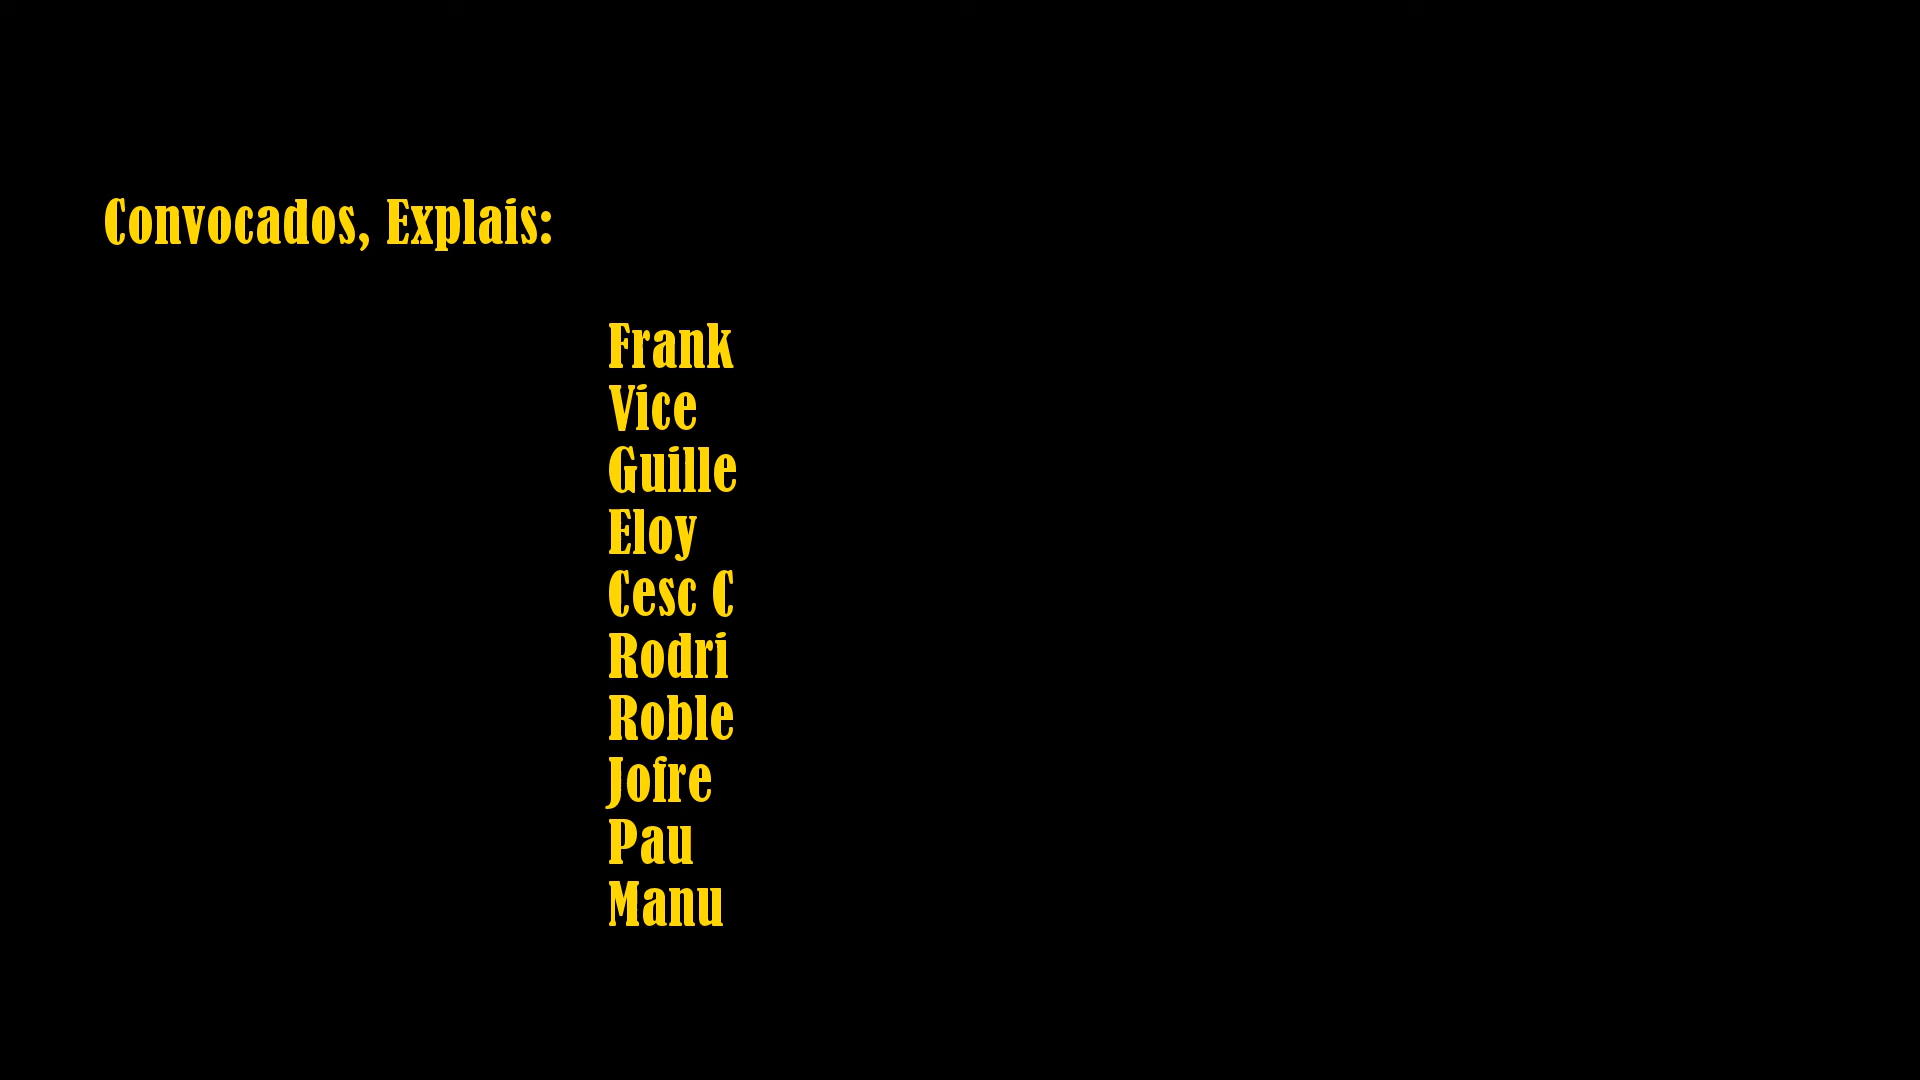 Convocados, Explais:
Frank
Vice
Guille
Eloy
Cesc C
Rodri
Roble
Jofre
Pau
Manu